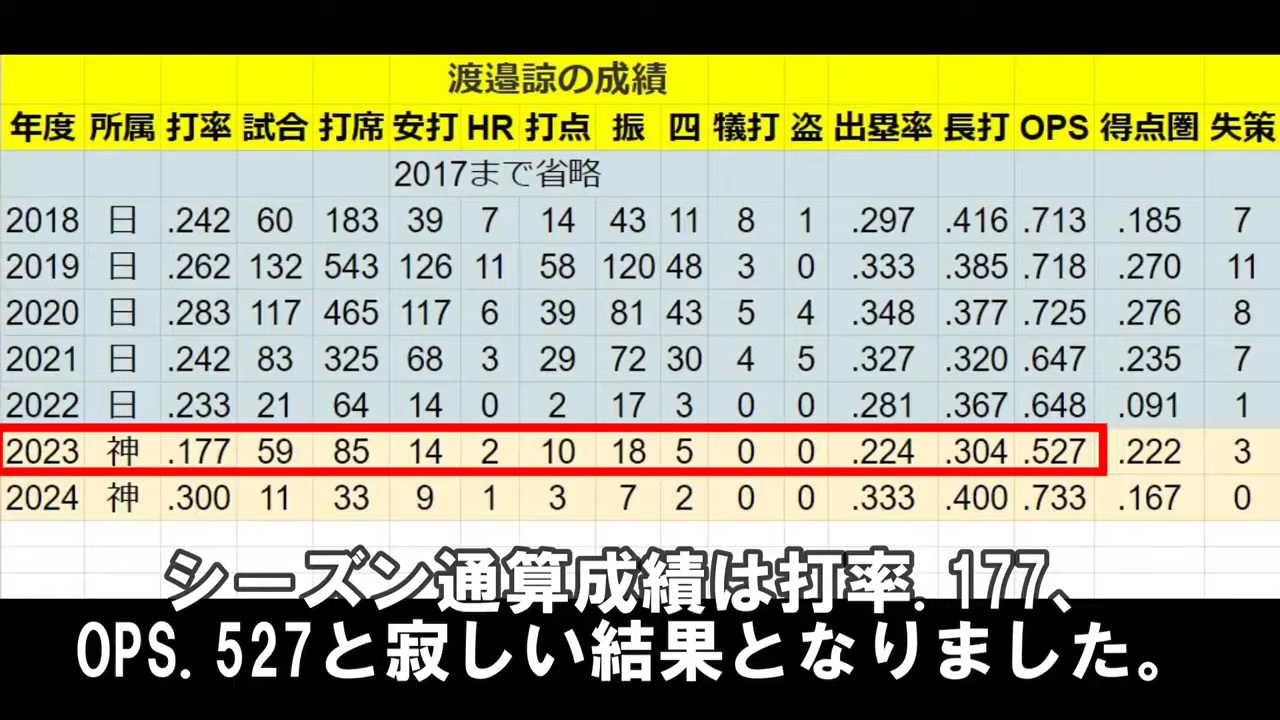 渡邉諒の成績
年度 所属 打率 試合 打席 安打 HR 打点 振 四 犠打 盗 出塁率 長打 OPS 得点圏 失策
2017まで省略
2018 日 .242 60 183 39 7 14 43 11 8 1 .297 .416 .713 .185 7
2019 日 .262 132 543 126 11 58 120 48 3 0 .333 .385 .718 .270 11
2020 日 .283 117 465 117 6 39 81 43 5 4 .348 .377 .725 .276 8
2021 日 .242 83 325 68 3 29 72 30 4 5 .327 .320 .647 .235 7
2022 日 .233 21 64 14 0 2 17 3 0 0 .281 .367 .648 .091 1
2023 神 .177 59 85 14 2 10 18 5 0 0 .224 .304 .527 .222 3
2024 神 .300 11 33 9 1 3 7 2 0 0 .333 .400 .733 .167 0
シーズン通算成績は打率.177、
OPS.527と寂しい結果となりました。